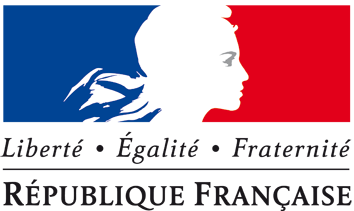 Liberté • Égalité • Fraternité
RÉPUBLIQUE FRANÇAISE